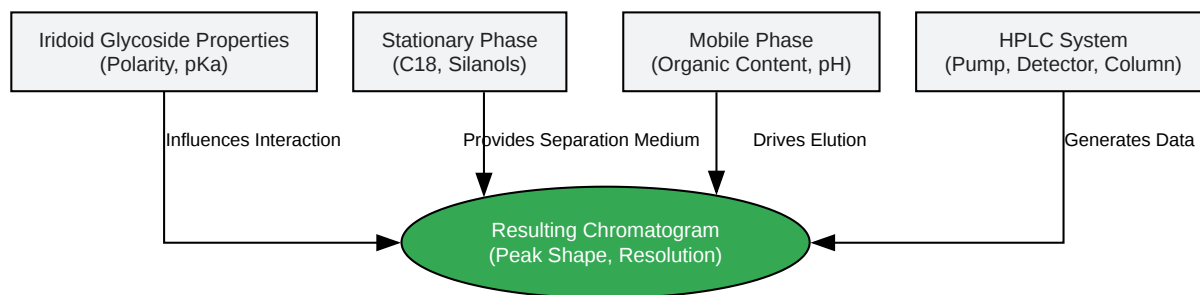 Iridoid Glycoside Properties
(Polarity, pKa)
Stationary Phase
(C18, Silanols)
Mobile Phase
(Organic Content, pH)
HPLC System
(Pump, Detector, Column)
Influences Interaction
Provides Separation Medium
Drives Elution
Generates Data
Resulting Chromatogram
(Peak Shape, Resolution)